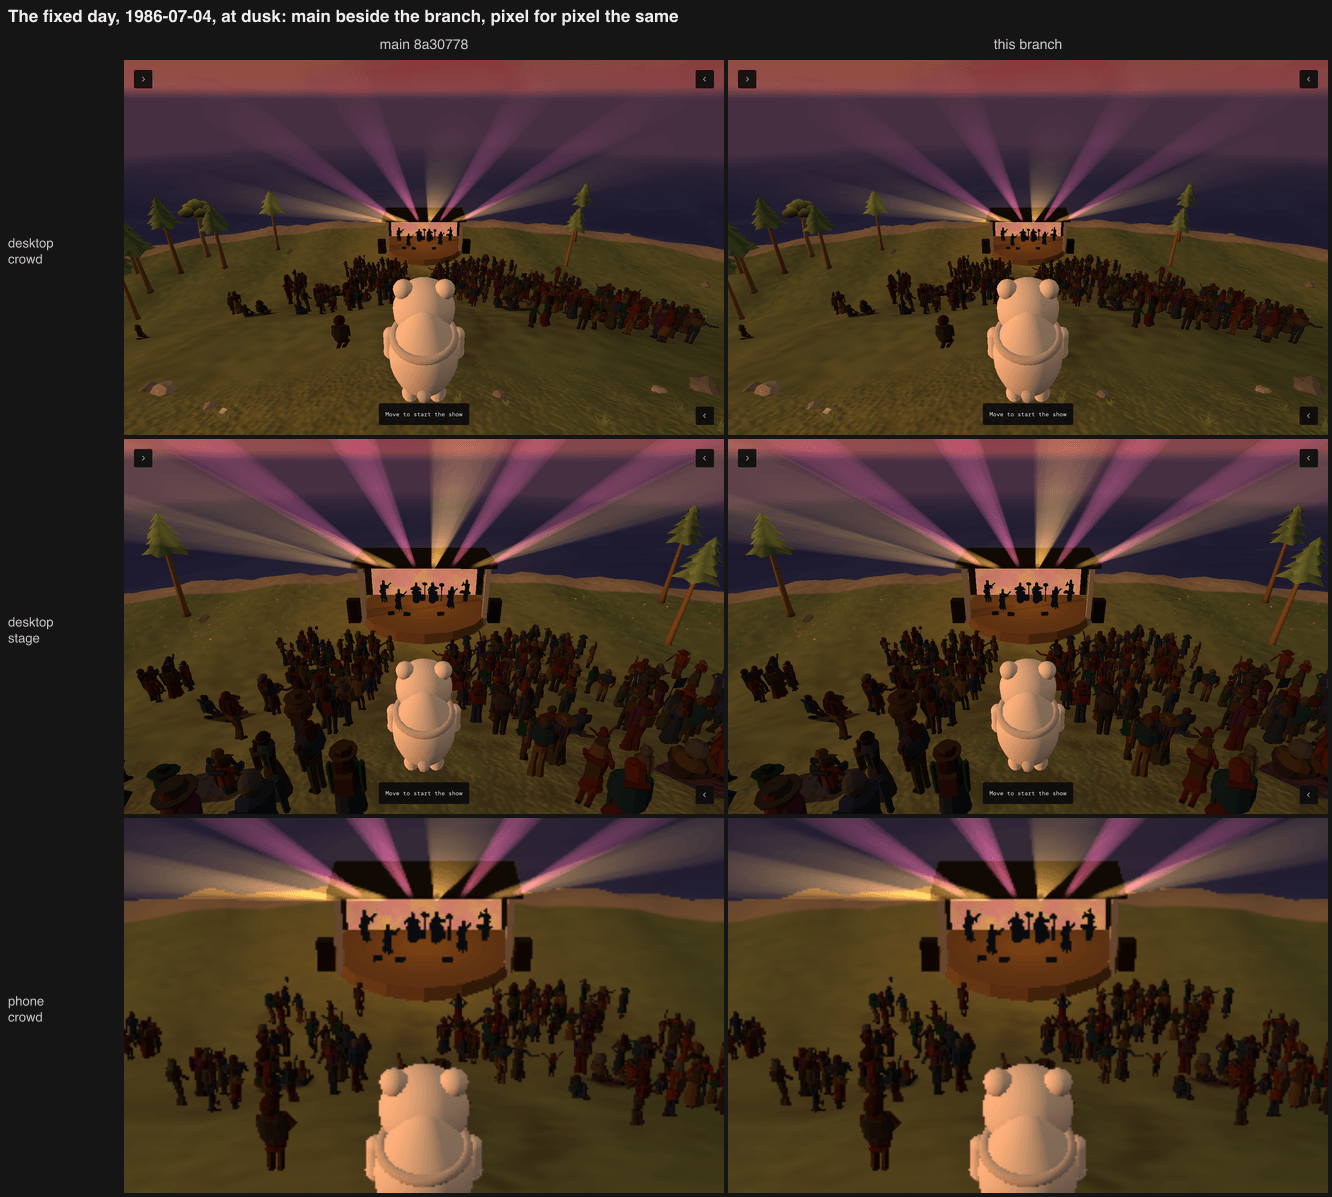 The fixed day, 1986-07-04, at dusk: main beside the branch, pixel for pixel the same
main 8a30778
this branch
desktop
crowd
›
‹
›
‹
Move to start the show
‹
Move to start the show
‹
desktop
stage
›
‹
›
‹
Move to start the show
‹
Move to start the show
‹
phone
crowd